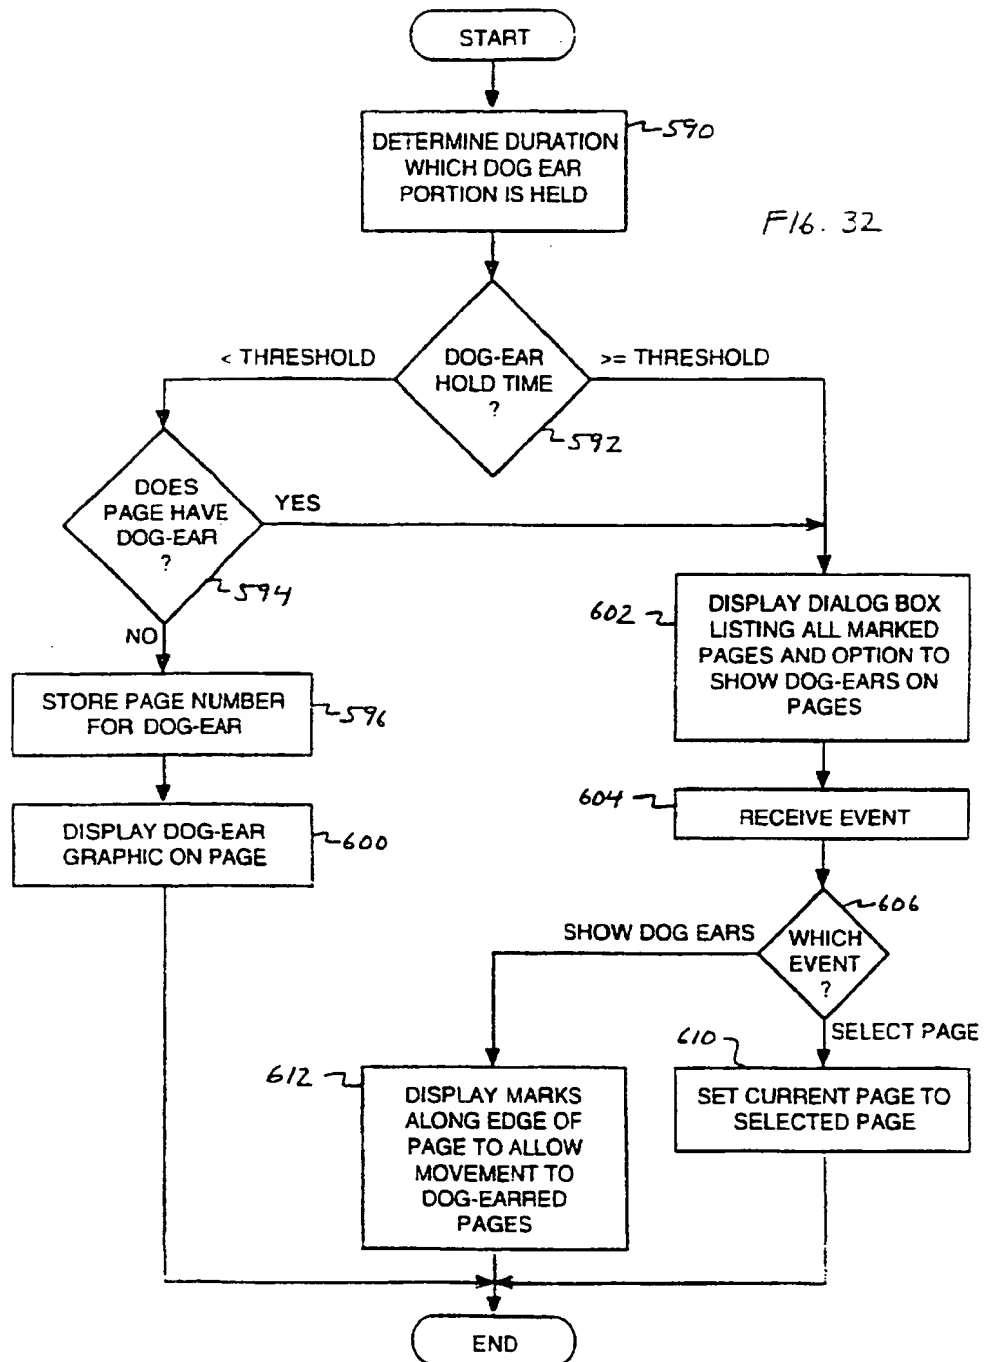 START
DETERMINE DURATION
WHICH DOG EAR
PORTION IS HELD
590
FIG. 32
< THRESHOLD
DOG-EAR
HOLD TIME
?
>= THRESHOLD
592
DOES
PAGE HAVE
DOG-EAR
?
YES
594
NO
602
DISPLAY DIALOG BOX
LISTING ALL MARKED
PAGES AND OPTION TO
SHOW DOG-EARS ON
PAGES
STORE PAGE NUMBER
FOR DOG-EAR
596
604
RECEIVE EVENT
DISPLAY DOG-EAR
GRAPHIC ON PAGE
600
606
SHOW DOG EARS
WHICH
EVENT
?
SELECT PAGE
610
612
DISPLAY MARKS
ALONG EDGE OF
PAGE TO ALLOW
MOVEMENT TO
DOG-EARRED
PAGES
SET CURRENT PAGE TO
SELECTED PAGE
END